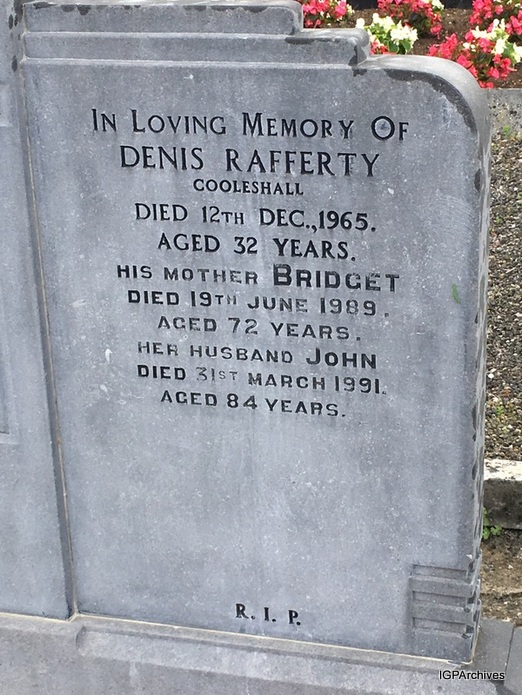 In Loving Memory Of
DENIS RAFFERTY
COOLESHALL
DIED 12TH DEC., 1965.
AGED 32 YEARS.
HIS MOTHER BRIDGET
DIED 19TH JUNE 1989.
AGED 72 YEARS.
HER HUSBAND JOHN
DIED 31ST MARCH 1991.
AGED 84 YEARS.
R. I. P.
IGPArchives